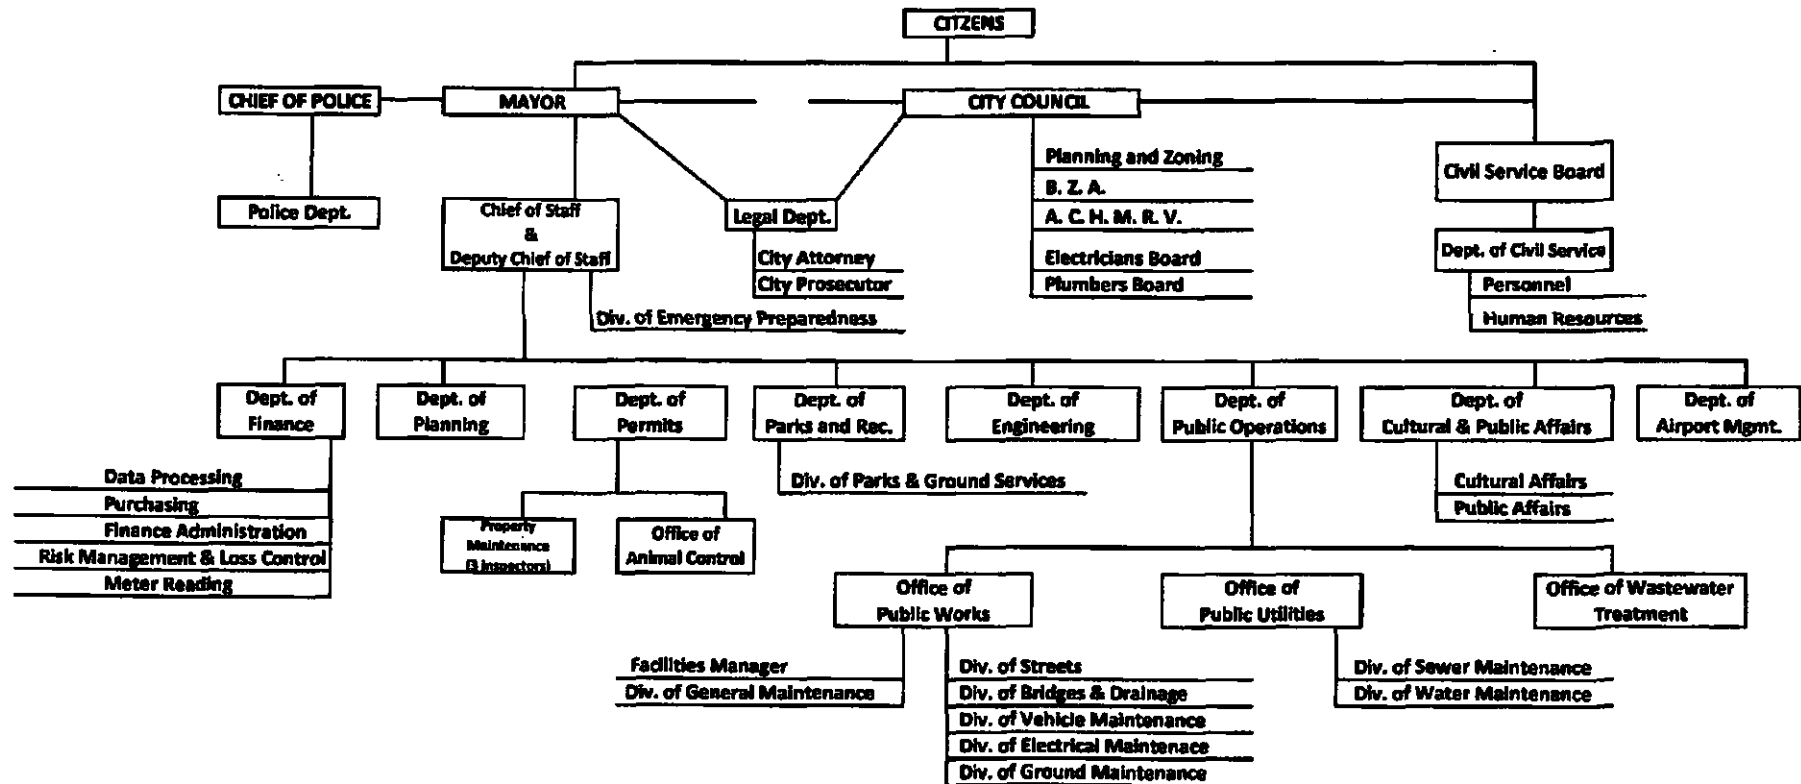 CITZENS
CHIEF OF POLICE
MAYOR
CITY COUNCIL
Planning and Zoning
B. Z. A.
A. C. H. M. R. V.
Electricians Board
Plumbers Board
Civil Service Board
Police Dept.
Chief of Staff
&
Deputy Chief of Staff
Legal Dept.
City Attorney
City Prosecutor
Dept. of Civil Service
Personnel
Human Resources
Div. of Emergency Preparedness
Dept. of
Finance
Dept. of
Planning
Dept. of
Permits
Dept. of
Parks and Rec.
Dept. of
Engineering
Dept. of
Public Operations
Dept. of
Cultural & Public Affairs
Dept. of
Airport Mgmt.
Data Processing
Purchasing
Finance Administration
Risk Management & Loss Control
Meter Reading
Property
Maintenance
(3 inspectors)
Office of
Animal Control
Div. of Parks & Ground Services
Cultural Affairs
Public Affairs
Office of
Public Works
Office of
Public Utilities
Office of Wastewater
Treatment
Facilities Manager
Div. of General Maintenance
Div. of Streets
Div. of Bridges & Drainage
Div. of Vehicle Maintenance
Div. of Electrical Maintenace
Div. of Ground Maintenance
Div. of Sewer Maintenance
Div. of Water Maintenance